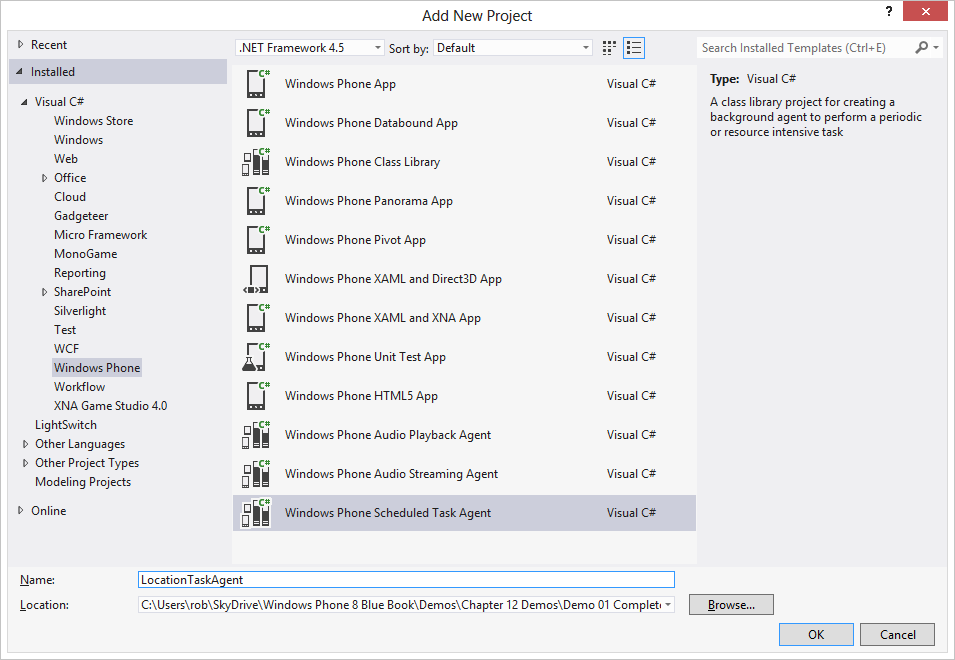 Add New Project
?
Recent
Installed
Visual C#
Windows Store
Windows
Web
Office
Cloud
Gadgeteer
Micro Framework
MonoGame
Reporting
SharePoint
Silverlight
Test
WCF
Windows Phone
Workflow
XNA Game Studio 4.0
LightSwitch
Other Languages
Other Project Types
Modeling Projects
Online
.NET Framework 4.5 Sort by: Default
C# Windows Phone App Visual C#
C# Windows Phone Databound App Visual C#
C# Windows Phone Class Library Visual C#
C# Windows Phone Panorama App Visual C#
C# Windows Phone Pivot App Visual C#
Windows Phone XAML and Direct3D App Visual C#
C# Windows Phone XAML and XNA App Visual C#
C# Windows Phone Unit Test App Visual C#
C# Windows Phone HTML5 App Visual C#
C# Windows Phone Audio Playback Agent Visual C#
C# Windows Phone Audio Streaming Agent Visual C#
C# Windows Phone Scheduled Task Agent Visual C#
Search Installed Templates (Ctrl+E)
Type: Visual C#
A class library project for creating a
background agent to perform a periodic
or resource intensive task
Name: LocationTaskAgent
Location: C:\Users\rob\SkyDrive\Windows Phone 8 Blue Book\Demos\Chapter 12 Demos\Demo 01 Complete
Browse...
OK Cancel